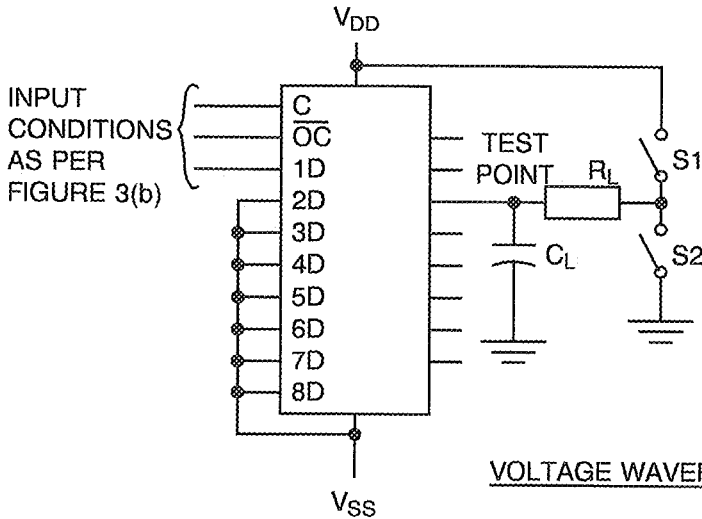 VDD
INPUT
CONDITIONS
AS PER
FIGURE 3(b)
C
OC
1D
2D
3D
4D
5D
6D
7D
8D
TEST
POINT
RL
CL
S1
S2
VSS